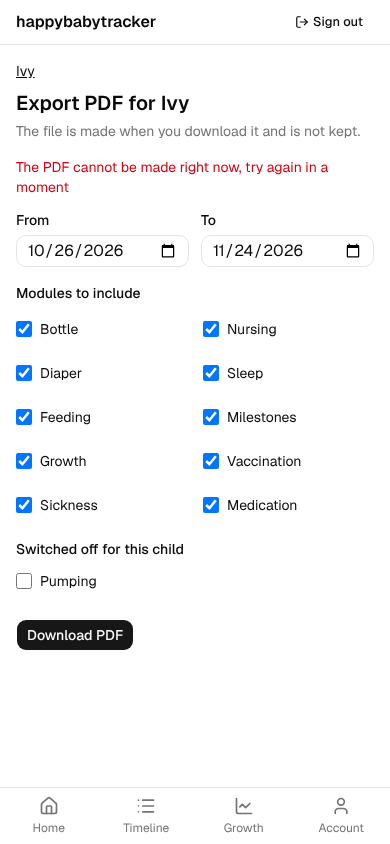 happybabytracker
Sign out
Ivy
Export PDF for Ivy
The file is made when you download it and is not kept.
The PDF cannot be made right now, try again in a
moment
From
To
10/26/2026
11/24/2026
Modules to include
Bottle
Nursing
Diaper
Sleep
Feeding
Milestones
Growth
Vaccination
Sickness
Medication
Switched off for this child
Pumping
Download PDF
Home
Timeline
Growth
Account